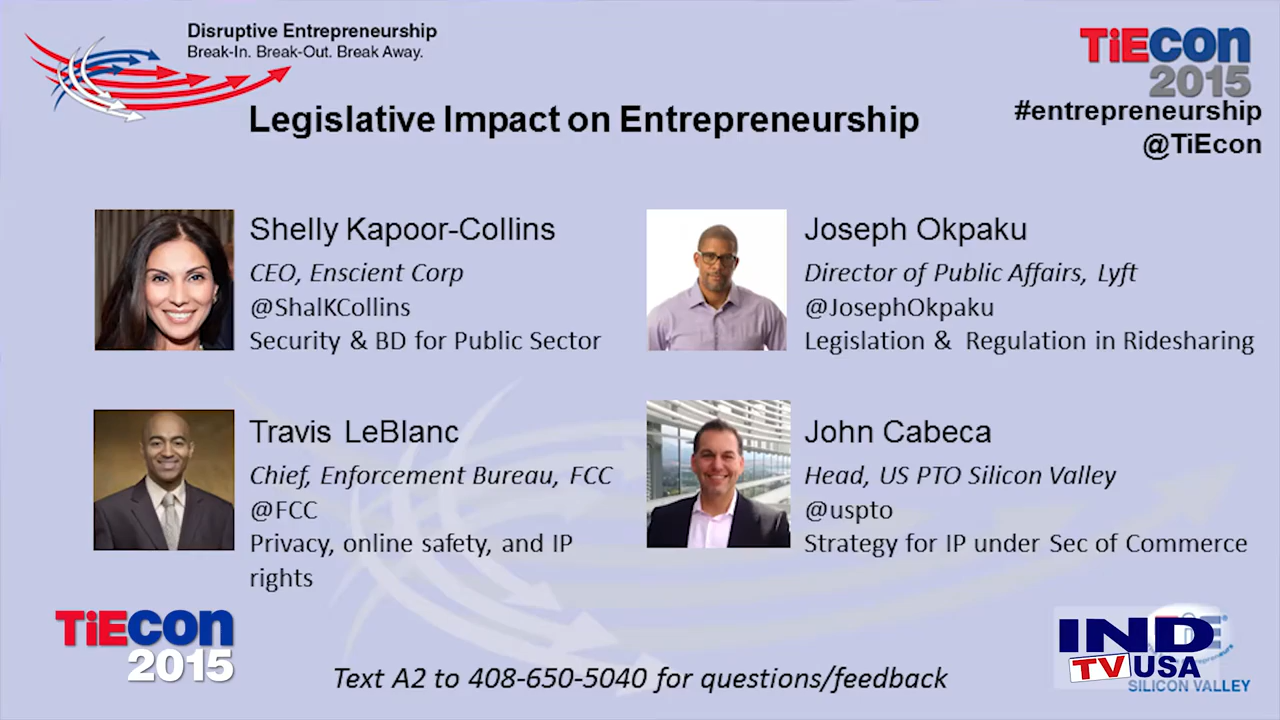 Disruptive Entrepreneurship
Break-In. Break-Out. Break Away.
TiEcon
2015
#entrepreneurship
@TiEcon
Legislative Impact on Entrepreneurship
Shelly Kapoor-Collins
CEO, Enscient Corp
@ShalKCollins
Security & BD for Public Sector
Joseph Okpaku
Director of Public Affairs, Lyft
@JosephOkpaku
Legislation & Regulation in Ridesharing
Travis LeBlanc
Chief, Enforcement Bureau, FCC
@FCC
Privacy, online safety, and IP
rights
John Cabeca
Head, US PTO Silicon Valley
@uspto
Strategy for IP under Sec of Commerce
TiEcon
2015
Text A2 to 408-650-5040 for questions/feedback
IND
TV USA
SILICON VALLEY